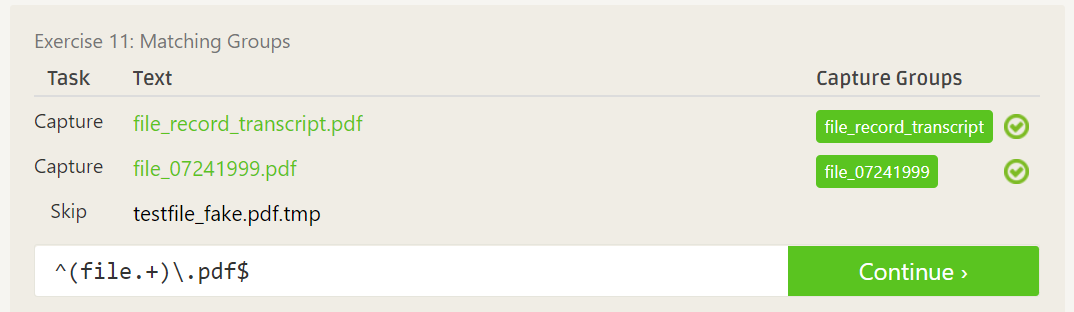 Exercise 11: Matching Groups
Task Text Capture Groups
Capture file_record_transcript.pdf file_record_transcript
Capture file_07241999.pdf file_07241999
Skip testfile_fake.pdf.tmp
^(file.+)\.pdf$ Continue ›